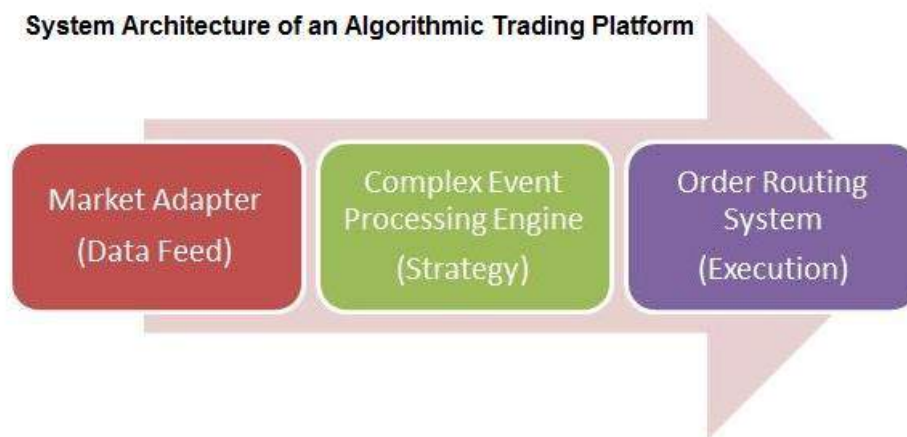 System Architecture of an Algorithmic Trading Platform
Market Adapter
(Data Feed)
Complex Event
Processing Engine
(Strategy)
Order Routing
System
(Execution)